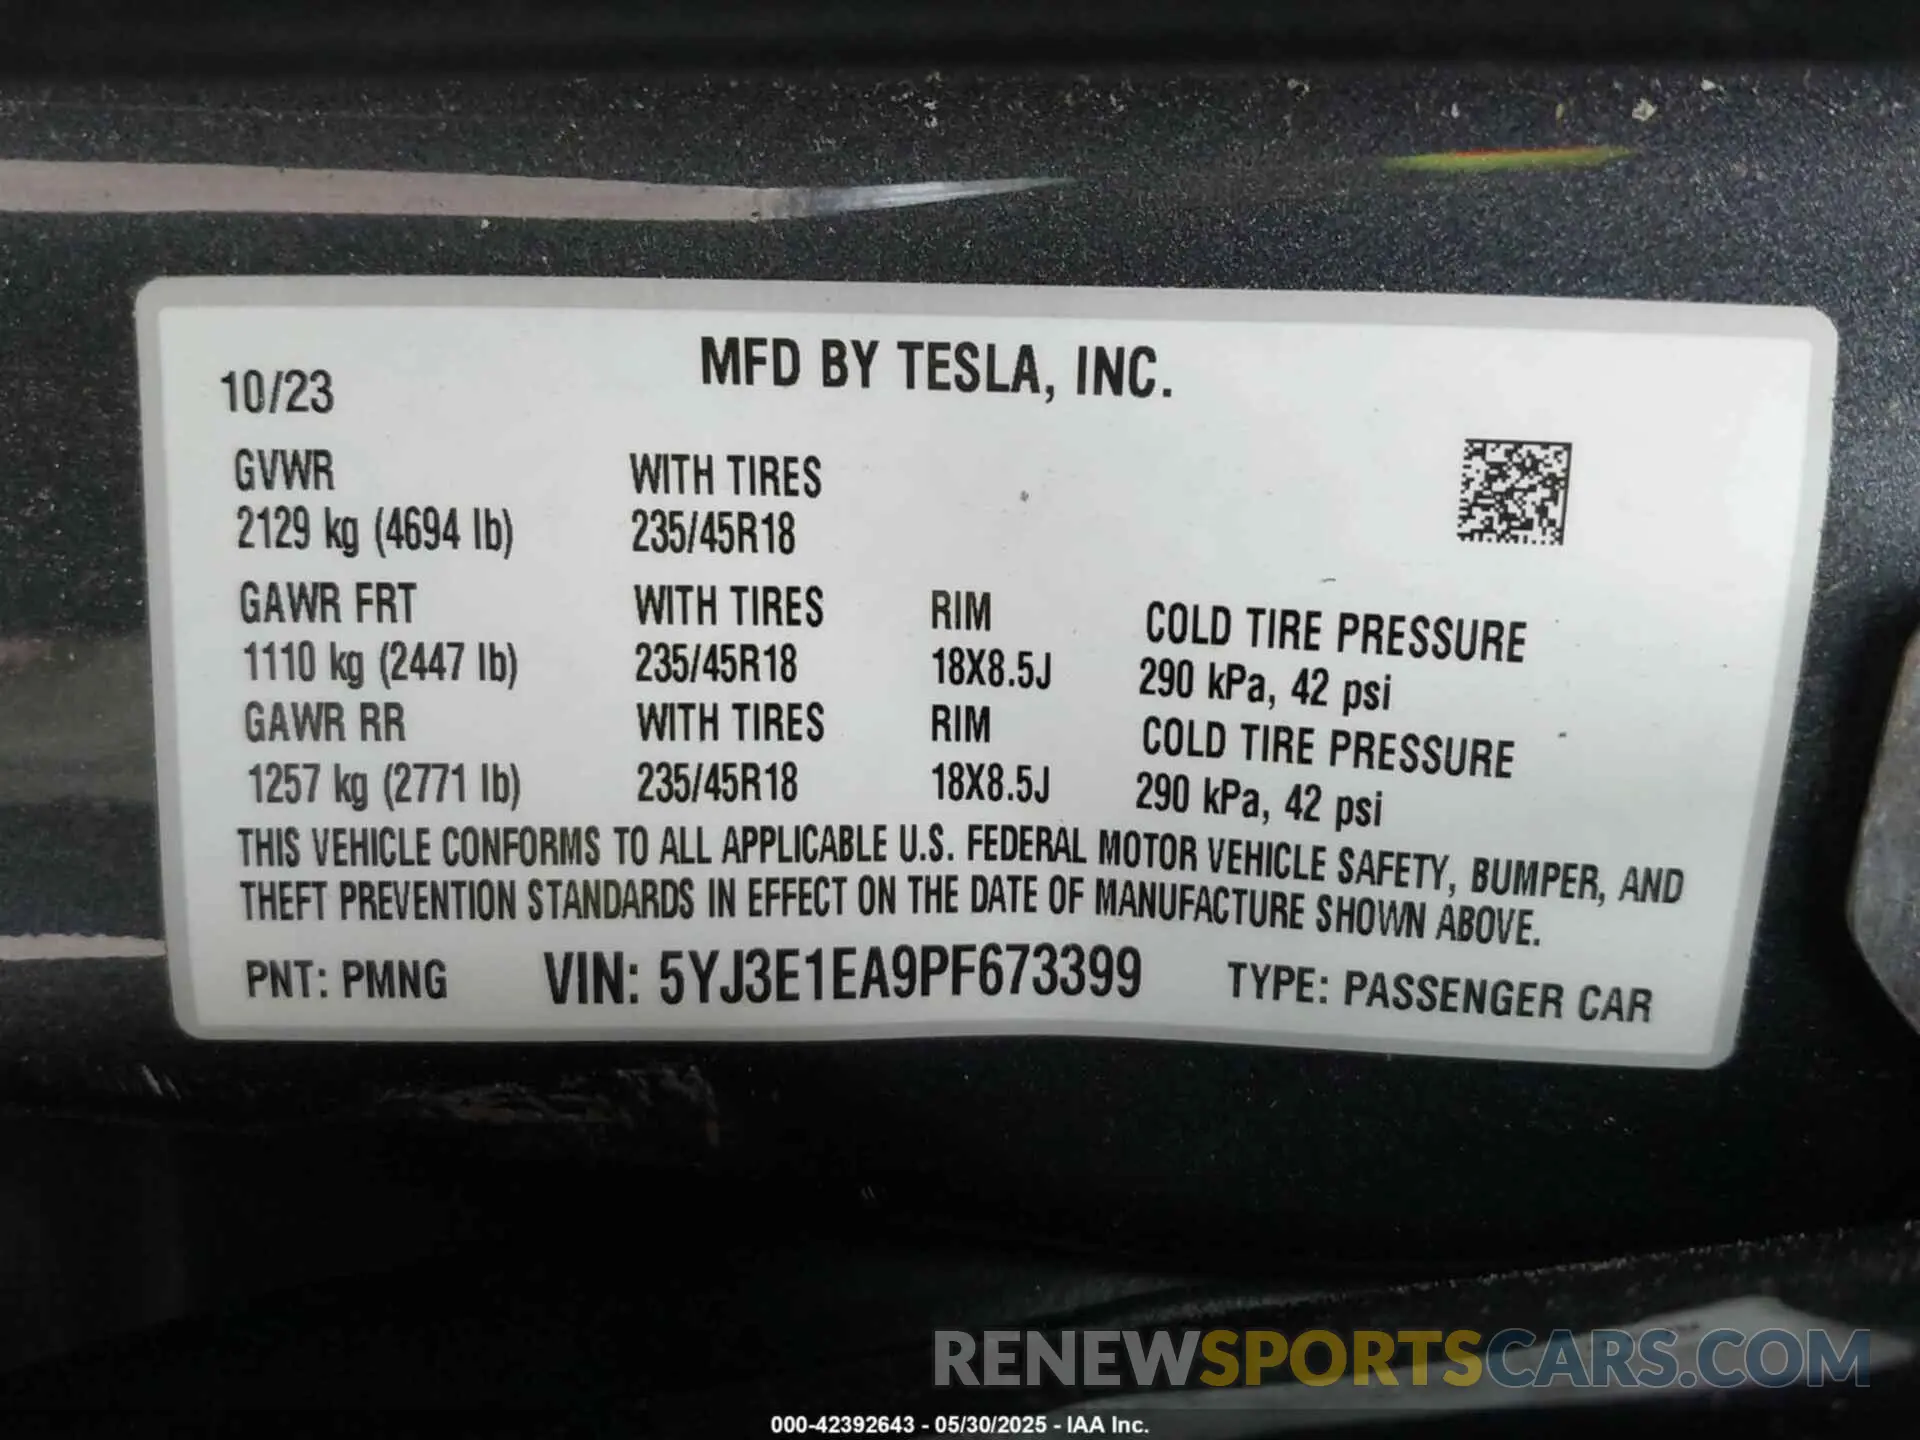 MFD BY TESLA, INC.
10/23
GVWR WITH TIRES
2129 kg (4694 lb) 235/45R18
GAWR FRT WITH TIRES RIM COLD TIRE PRESSURE
1110 kg (2447 lb) 235/45R18 18X8.5J 290 kPa, 42 psi
GAWR RR WITH TIRES RIM COLD TIRE PRESSURE
1257 kg (2771 lb) 235/45R18 18X8.5J 290 kPa, 42 psi
THIS VEHICLE CONFORMS TO ALL APPLICABLE U.S. FEDERAL MOTOR VEHICLE SAFETY, BUMPER, AND
THEFT PREVENTION STANDARDS IN EFFECT ON THE DATE OF MANUFACTURE SHOWN ABOVE.
PNT: PMNG VIN: 5YJ3E1EA9PF673399 TYPE: PASSENGER CAR
RENEWSPORTSCARS.COM
000-42392643 - 05/30/2025 - IAA Inc.